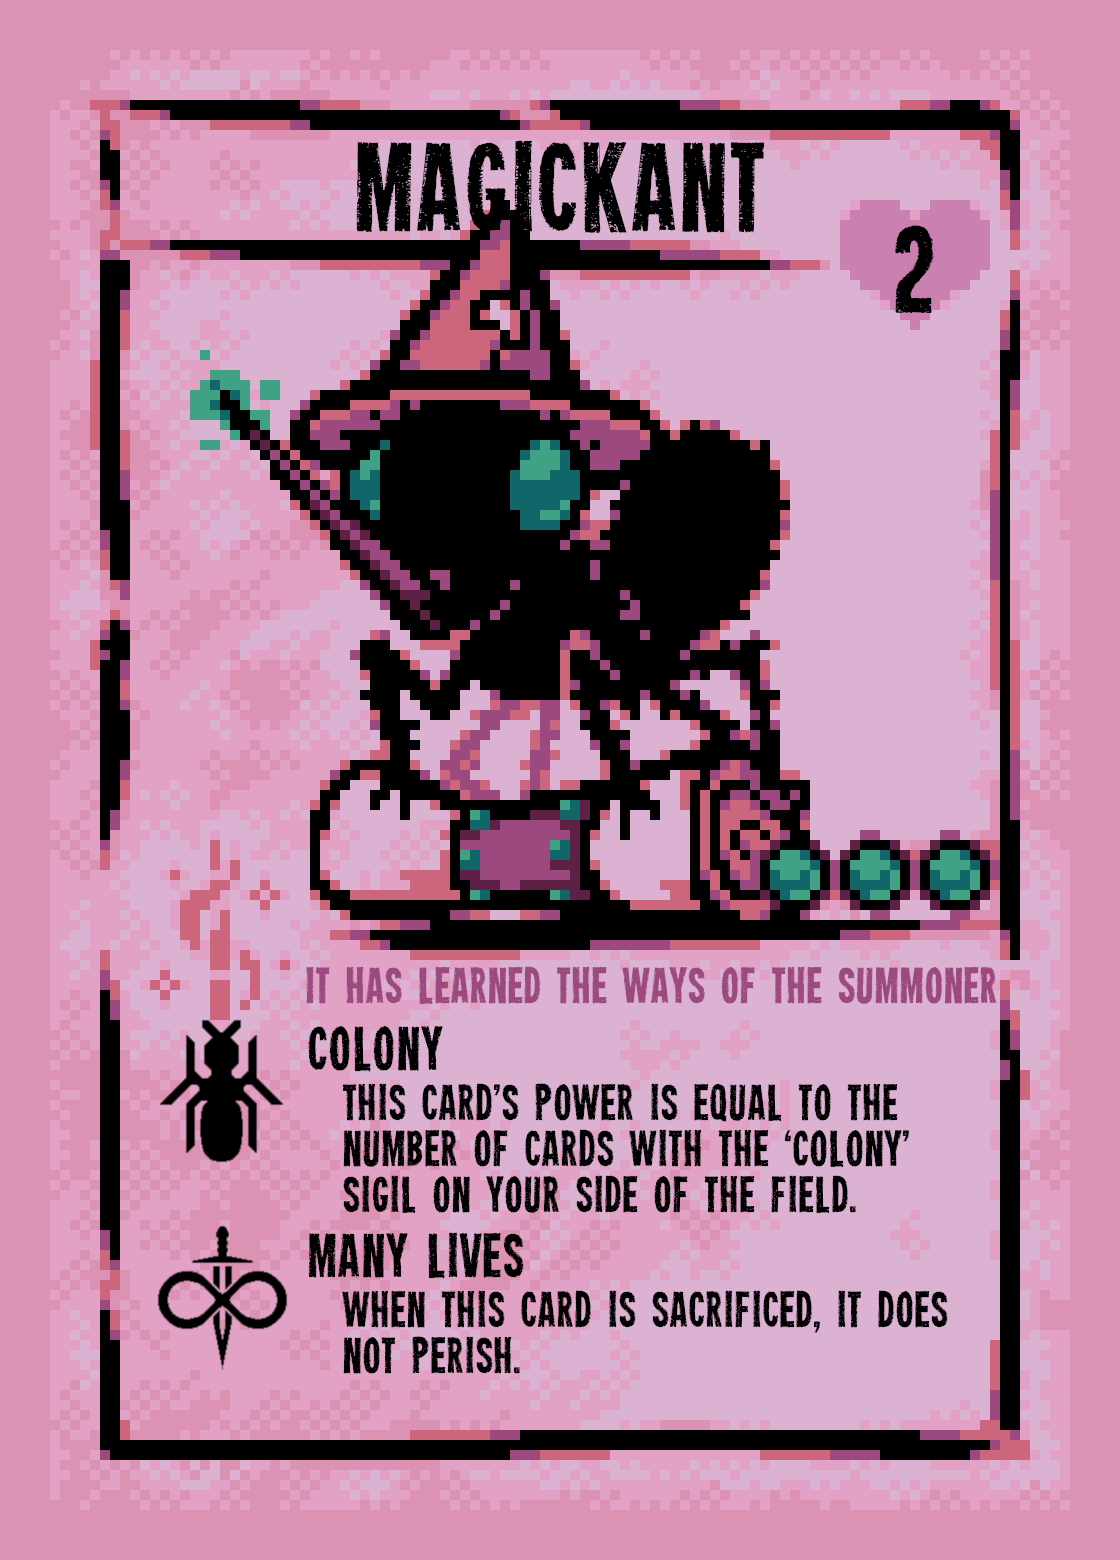 MAGICKANT
2
IT HAS LEARNED THE WAYS OF THE SUMMONER
COLONY
THIS CARD'S POWER IS EQUAL TO THE
NUMBER OF CARDS WITH THE ‘COLONY’
SIGIL ON YOUR SIDE OF THE FIELD.
MANY LIVES
WHEN THIS CARD IS SACRIFICED, IT DOES
NOT PERISH.